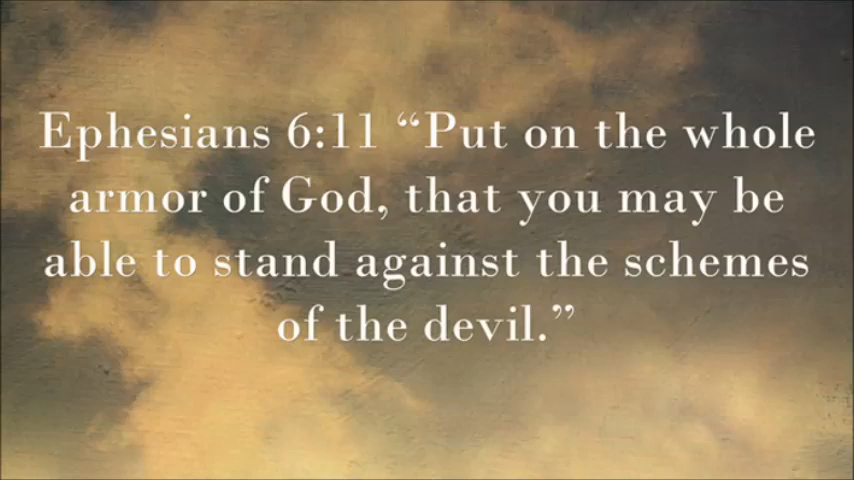 Ephesians 6:11 “Put on the whole
armor of God, that you may be
able to stand against the schemes
of the devil.”